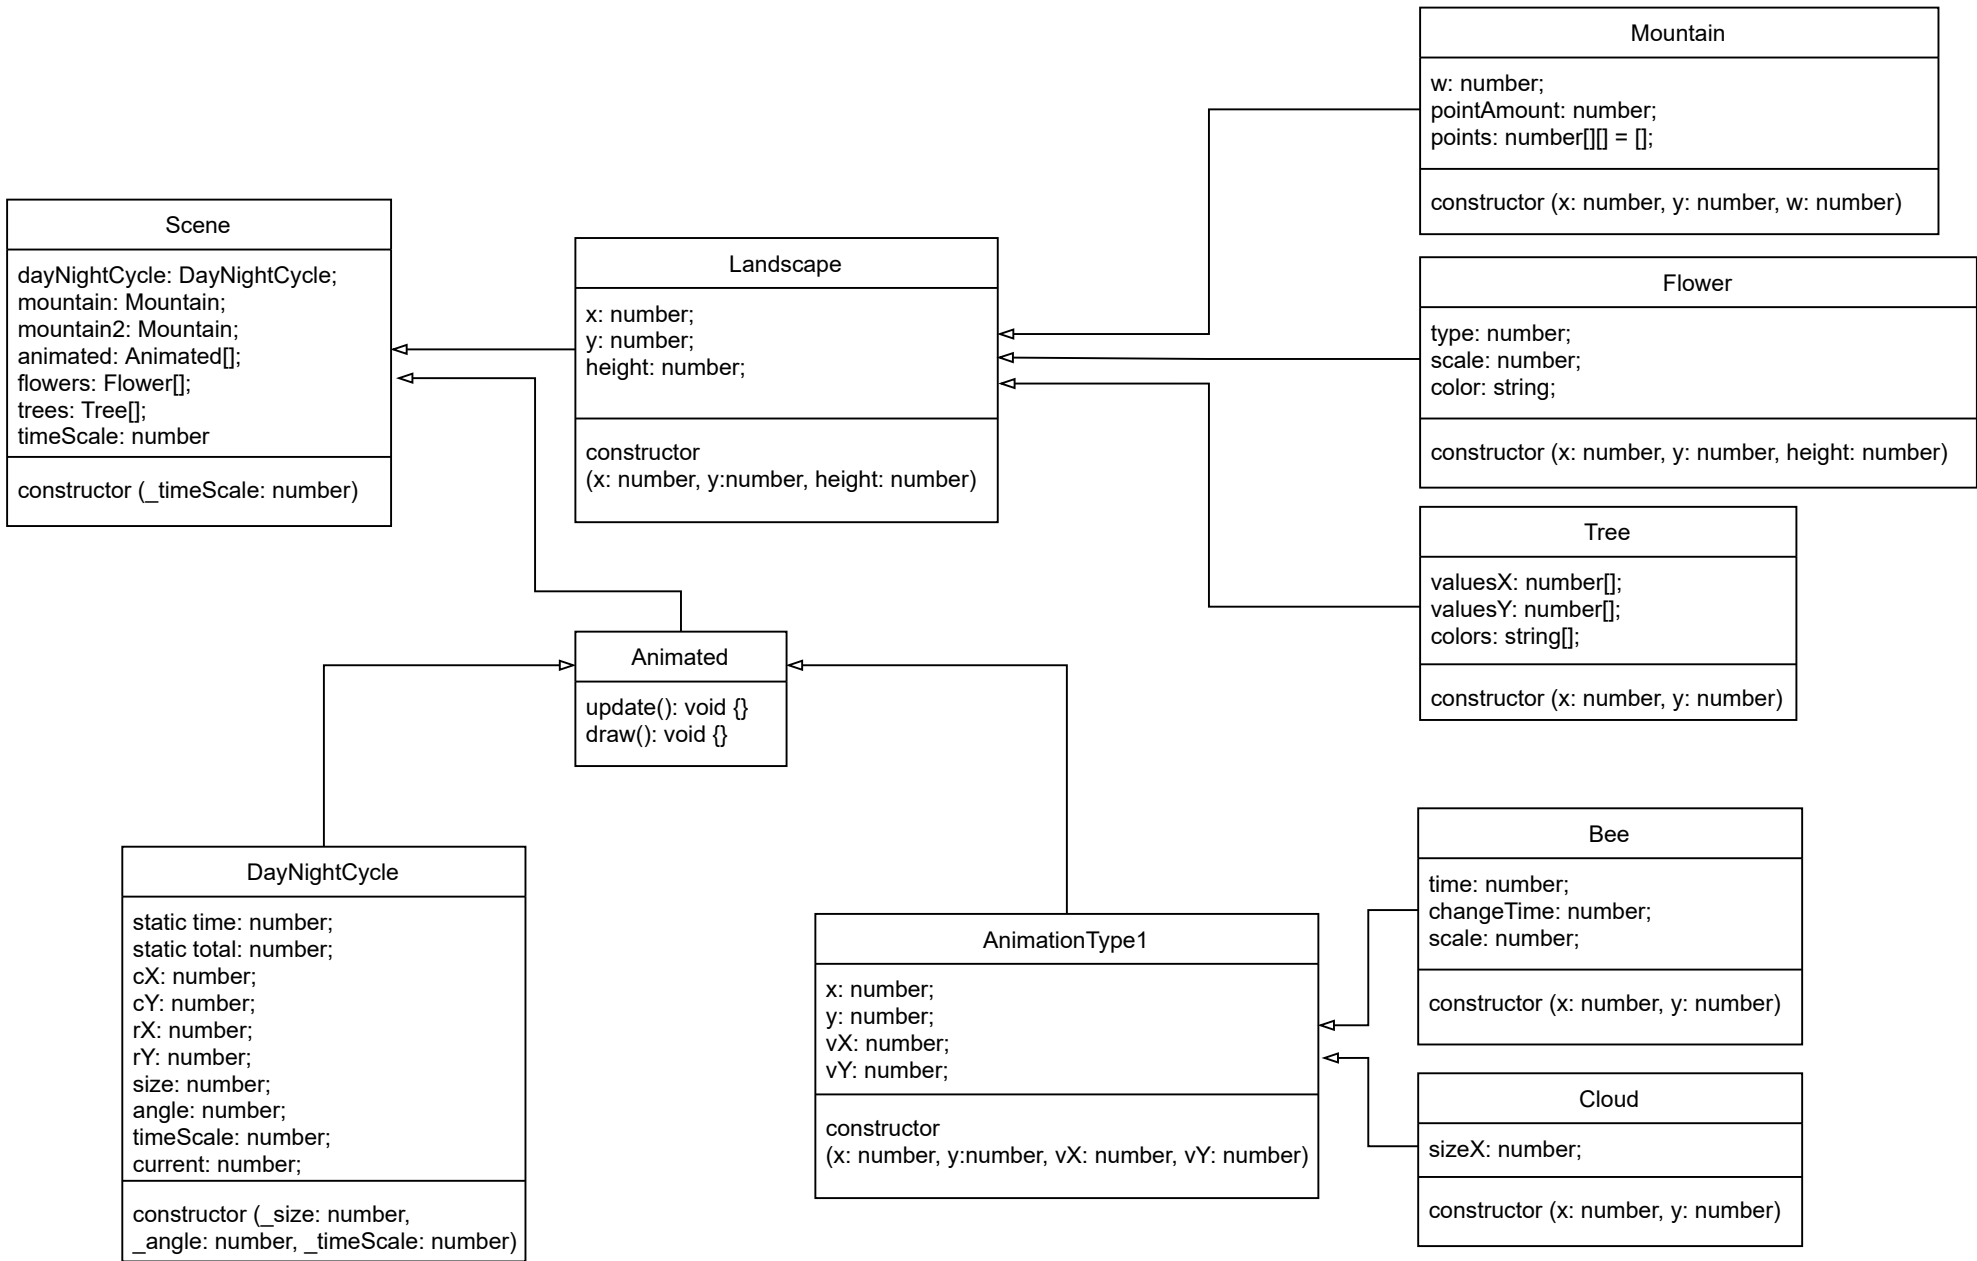 Mountain
w: number;
pointAmount: number;
points: number[][] = [];
constructor (x: number, y: number, w: number)
Scene
dayNightCycle: DayNightCycle;
mountain: Mountain;
mountain2: Mountain;
animated: Animated[];
flowers: Flower[];
trees: Tree[];
timeScale: number
constructor (_timeScale: number)
Landscape
x: number;
y: number;
height: number;
constructor
(x: number, y:number, height: number)
Flower
type: number;
scale: number;
color: string;
constructor (x: number, y: number, height: number)
Tree
valuesX: number[];
valuesY: number[];
colors: string[];
constructor (x: number, y: number)
Animated
update(): void {}
draw(): void {}
DayNightCycle
static time: number;
static total: number;
cX: number;
cY: number;
rX: number;
rY: number;
size: number;
angle: number;
timeScale: number;
current: number;
constructor (_size: number,
_angle: number, _timeScale: number)
AnimationType1
x: number;
y: number;
vX: number;
vY: number;
constructor
(x: number, y:number, vX: number, vY: number)
Bee
time: number;
changeTime: number;
scale: number;
constructor (x: number, y: number)
Cloud
sizeX: number;
constructor (x: number, y: number)